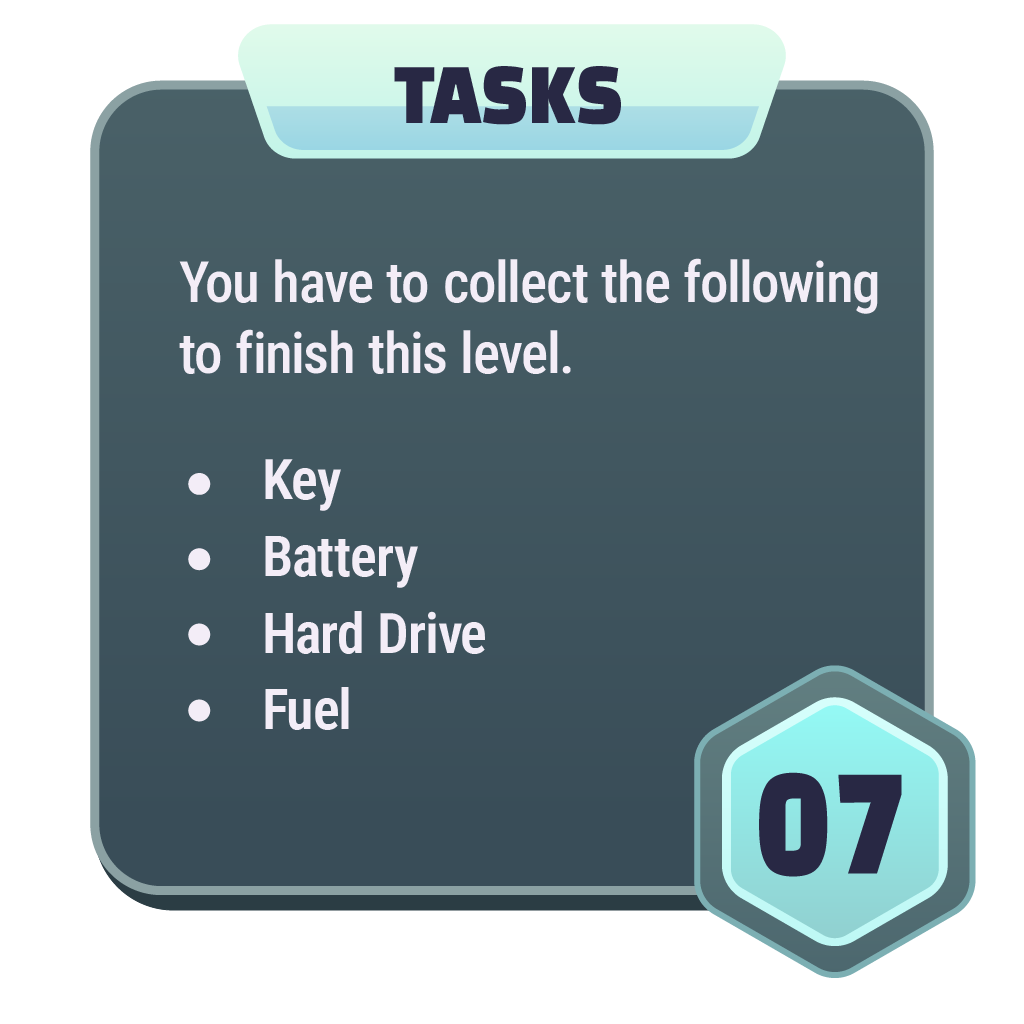 TASKS
You have to collect the following
to finish this level.
● Key
● Battery
● Hard Drive
● Fuel
07